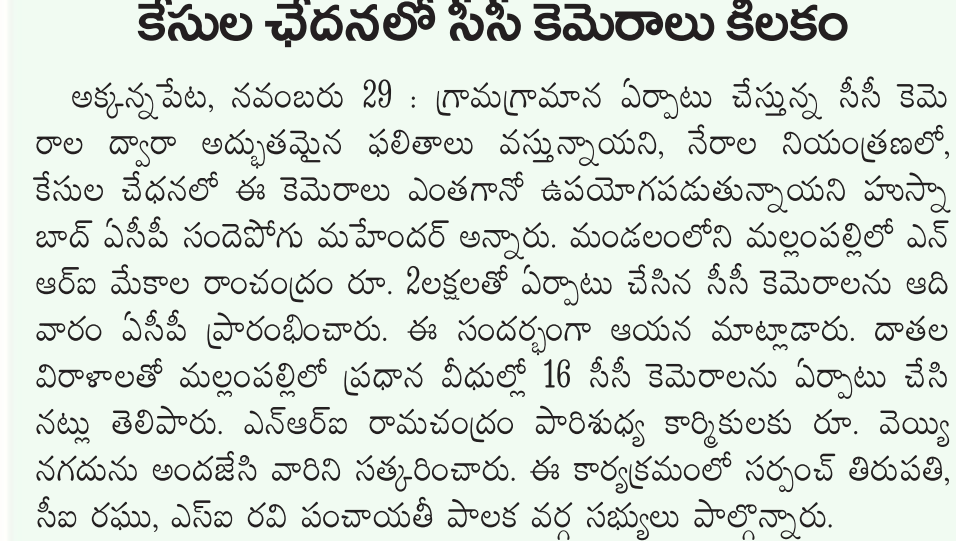 కేసుల ఛేదనలో సీసీ కెమెరాలు కీలకం
అక్కన్నపేట, నవంబరు 29 : గ్రామగ్రామాన ఏర్పాటు చేస్తున్న సీసీ కెమె
రాల ద్వారా అద్భుతమైన ఫలితాలు వస్తున్నాయని, నేరాల నియంత్రణలో,
కేసుల చేధనలో ఈ కెమెరాలు ఎంతగానో ఉపయోగపడుతున్నాయని హుస్నా
బాద్ ఏసీపీ సందెపోగు మహేందర్ అన్నారు. మండలంలోని మల్లంపల్లిలో ఎన్
ఆర్ఐ మేకాల రాంచంద్రం రూ. 2లక్షలతో ఏర్పాటు చేసిన సీసీ కెమెరాలను ఆది
వారం ఏసీపీ ప్రారంభించారు. ఈ సందర్భంగా ఆయన మాట్లాడారు. దాతల
విరాళాలతో మల్లంపల్లిలో ప్రధాన వీధుల్లో 16 సీసీ కెమెరాలను ఏర్పాటు చేసి
నట్లు తెలిపారు. ఎన్ఆర్ఐ రామచంద్రం పారిశుధ్య కార్మికులకు రూ. వెయ్యి
నగదును అందజేసి వారిని సత్కరించారు. ఈ కార్యక్రమంలో సర్పంచ్ తిరుపతి,
సీఐ రఘు, ఎస్ఐ రవి పంచాయతీ పాలక వర్గ సభ్యులు పాల్గొన్నారు.